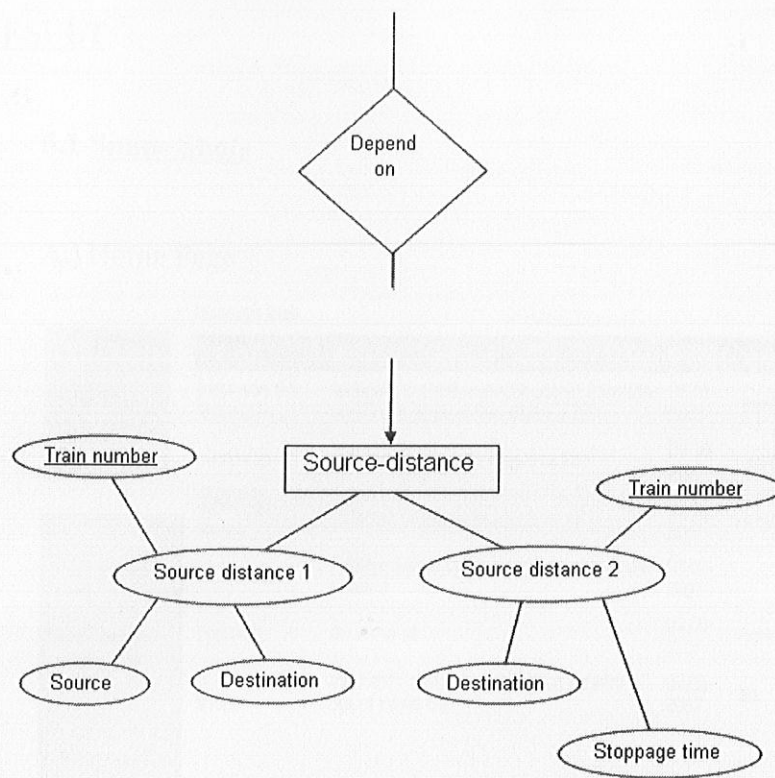 Depend
on
Source-distance
Train number
Train number
Source distance 1
Source distance 2
Source
Destination
Destination
Stoppage time